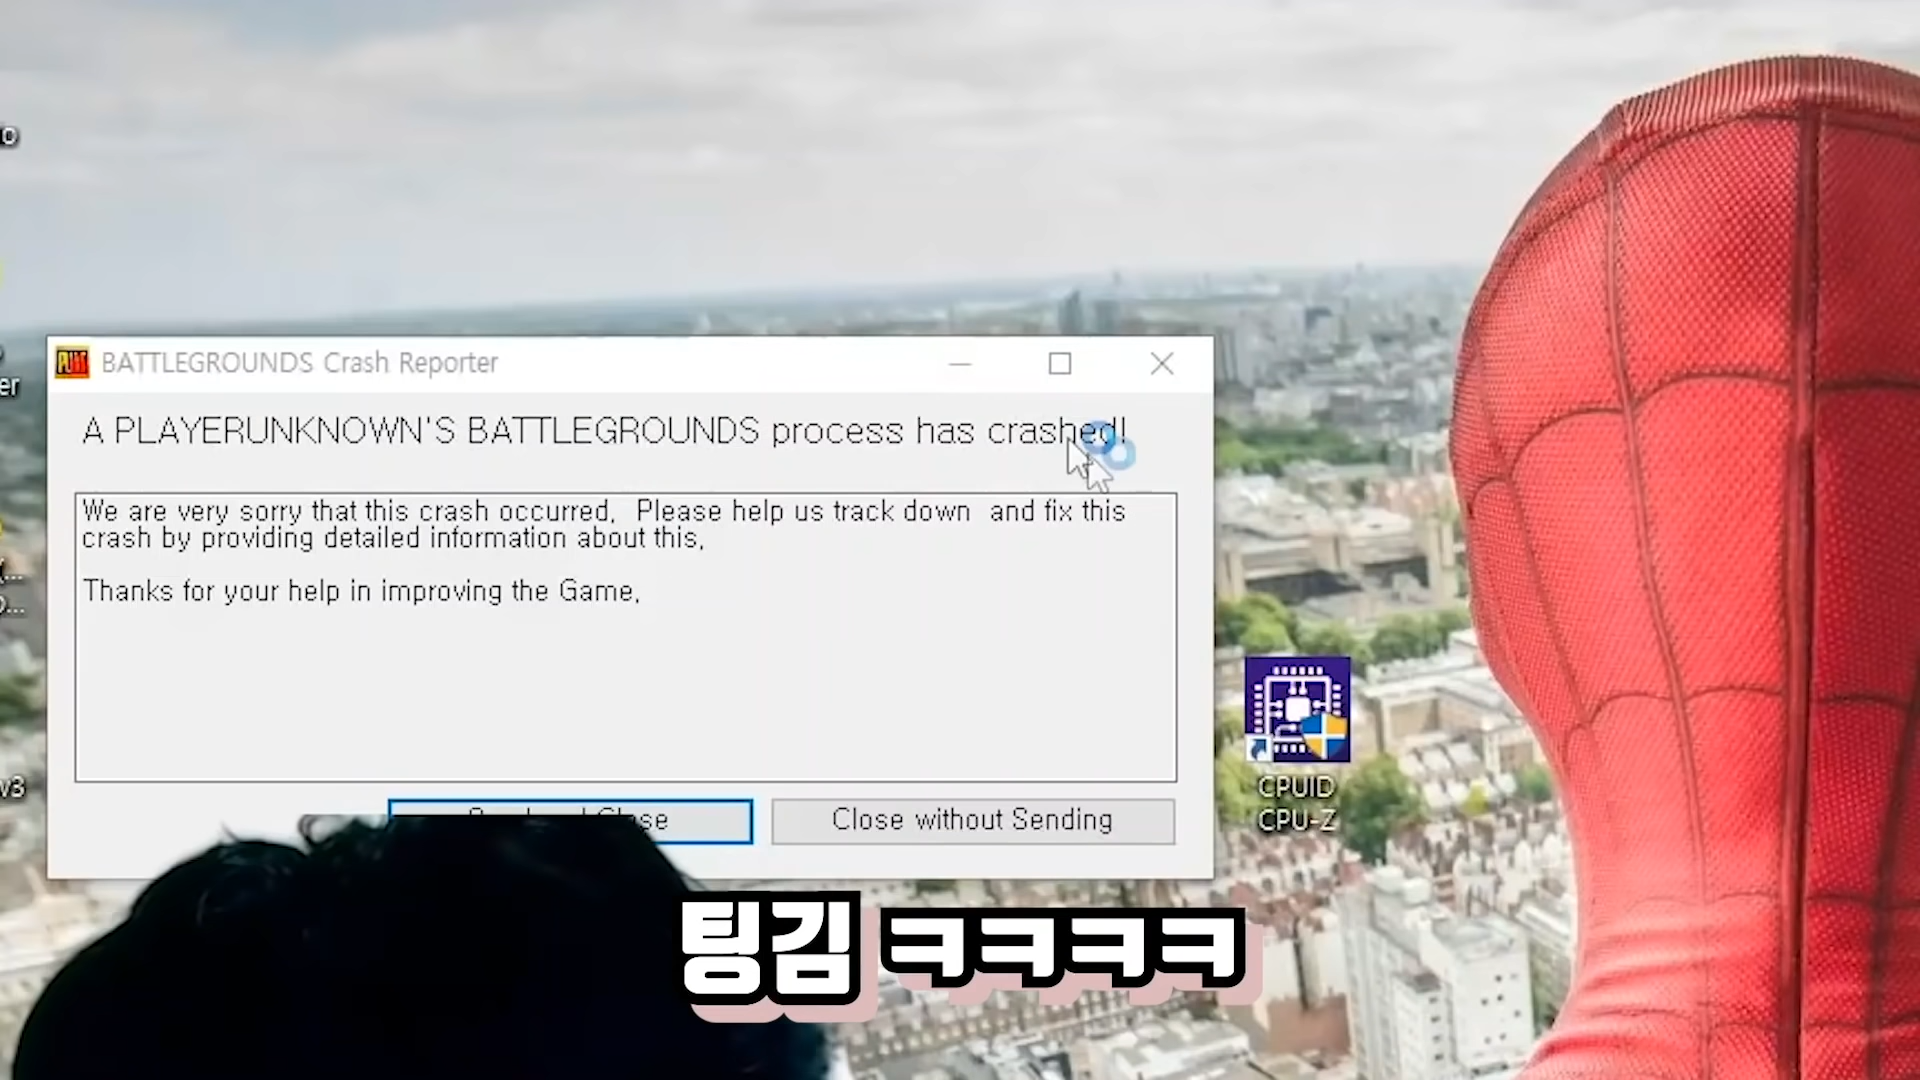 BATTLEGROUNDS Crash Reporter
A PLAYERUNKNOWN'S BATTLEGROUNDS process has crashed!
We are very sorry that this crash occurred. Please help us track down and fix this
crash by providing detailed information about this.
Thanks for your help in improving the Game.
Close without Sending
CPUID
CPU-Z
er
v3
팅김 ㅋㅋㅋㅋ